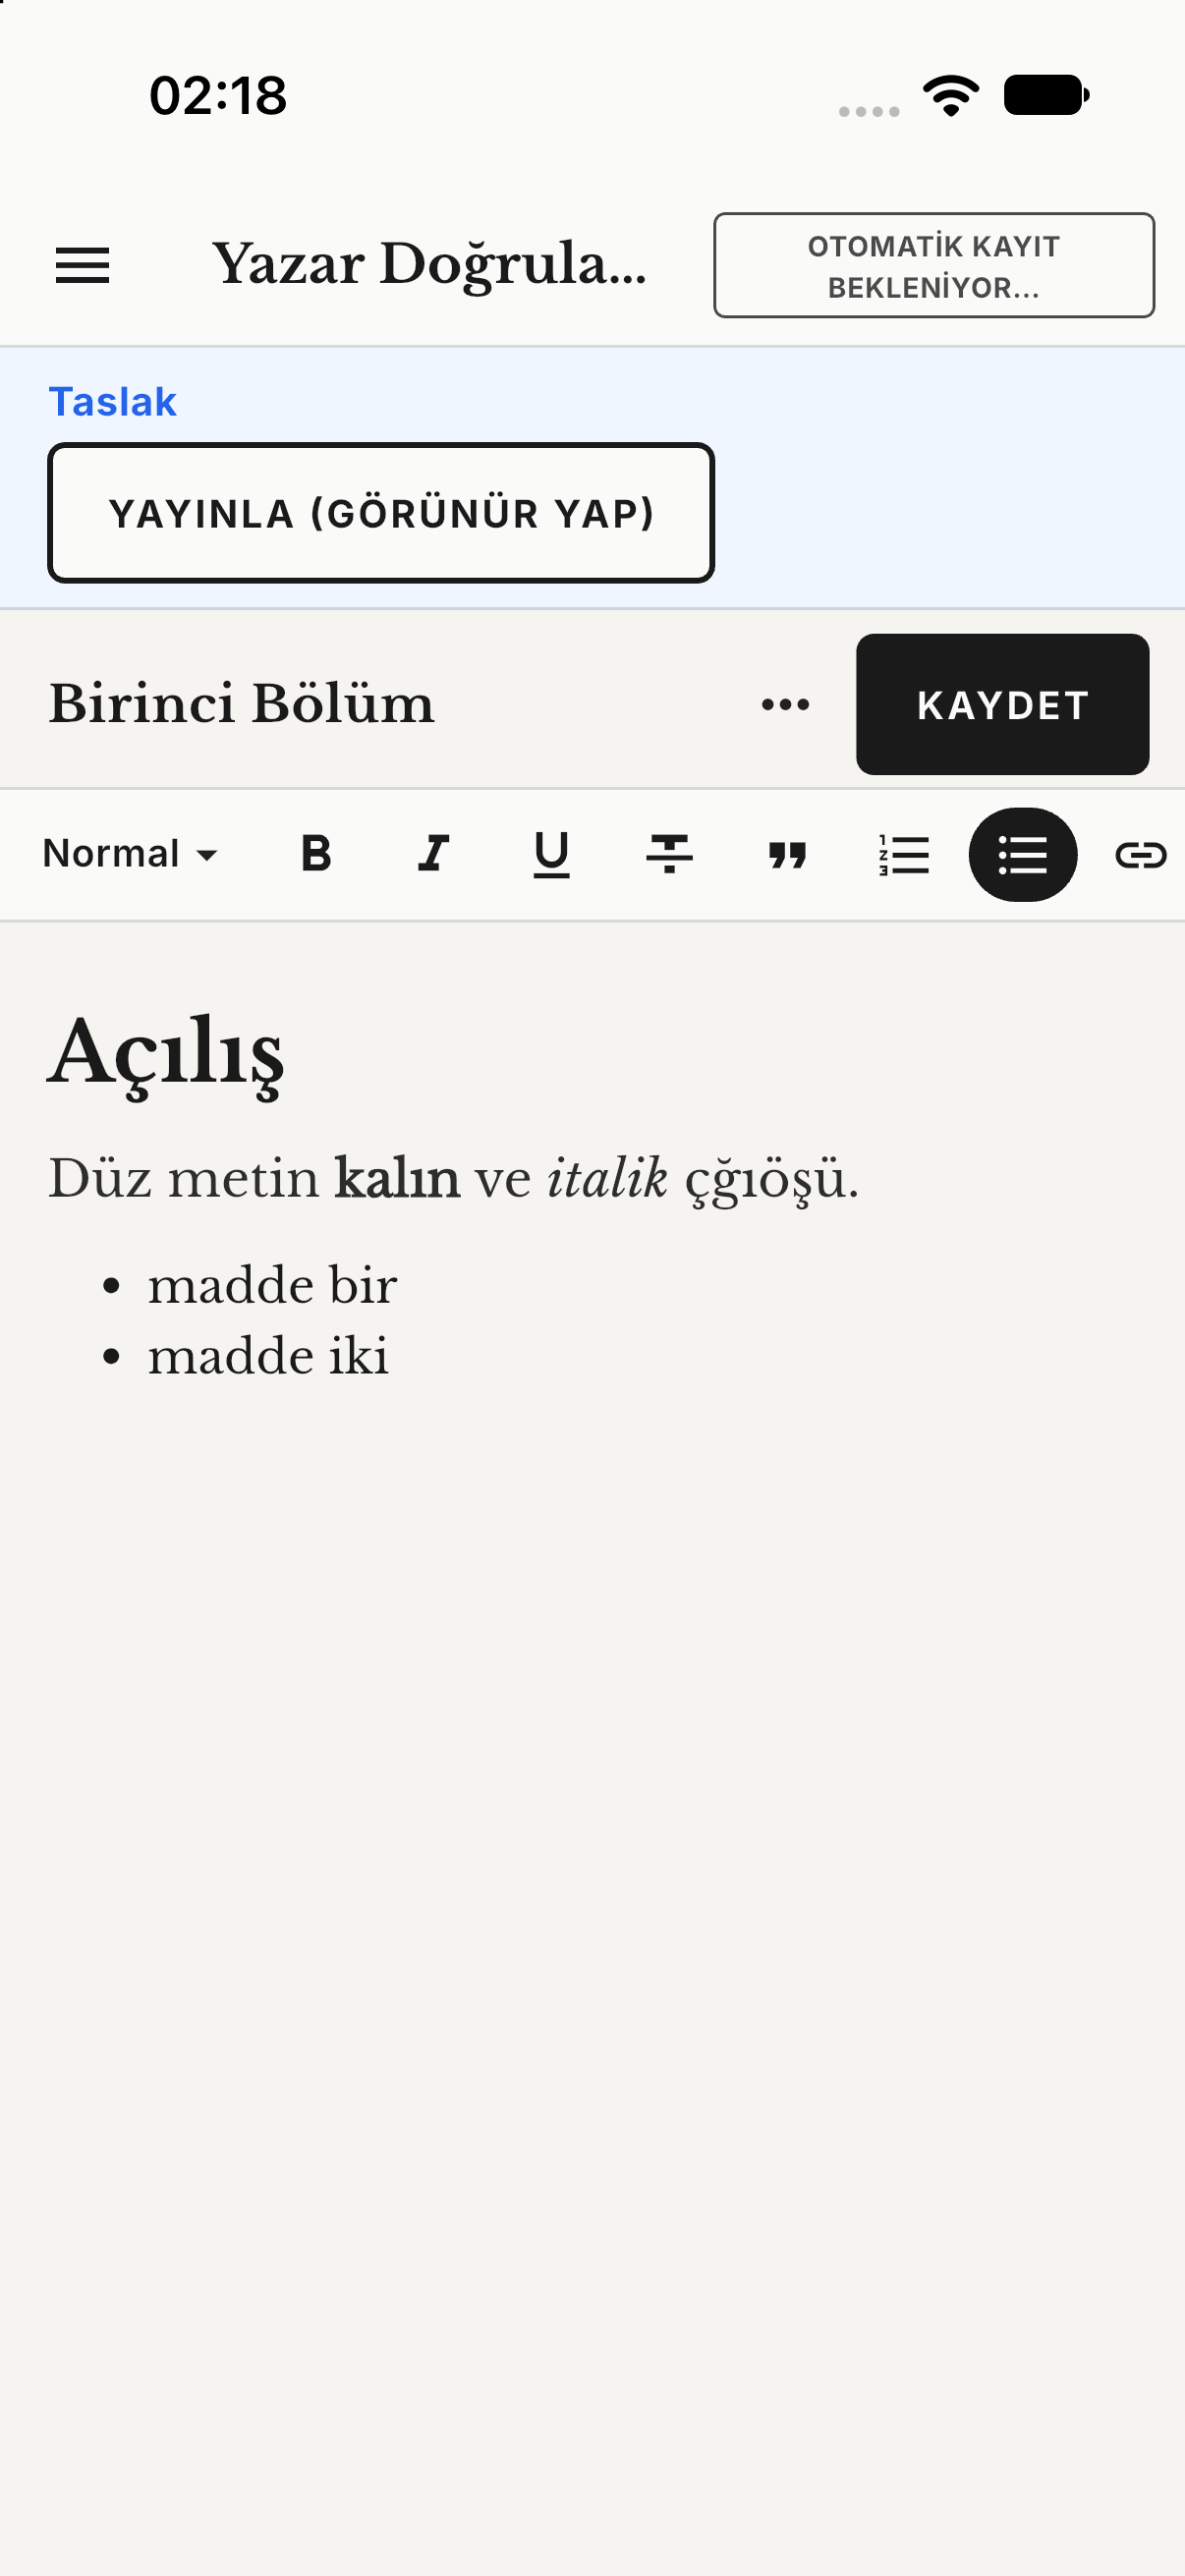 02:18
Yazar Doğrula...
OTOMATİK KAYIT
BEKLENİYOR...
Taslak
YAYINLA (GÖRÜNÜR YAP)
Birinci Bölüm
KAYDET
Normal
Açılış
Düz metin kalın ve italik çğıöşü.
• madde bir
• madde iki